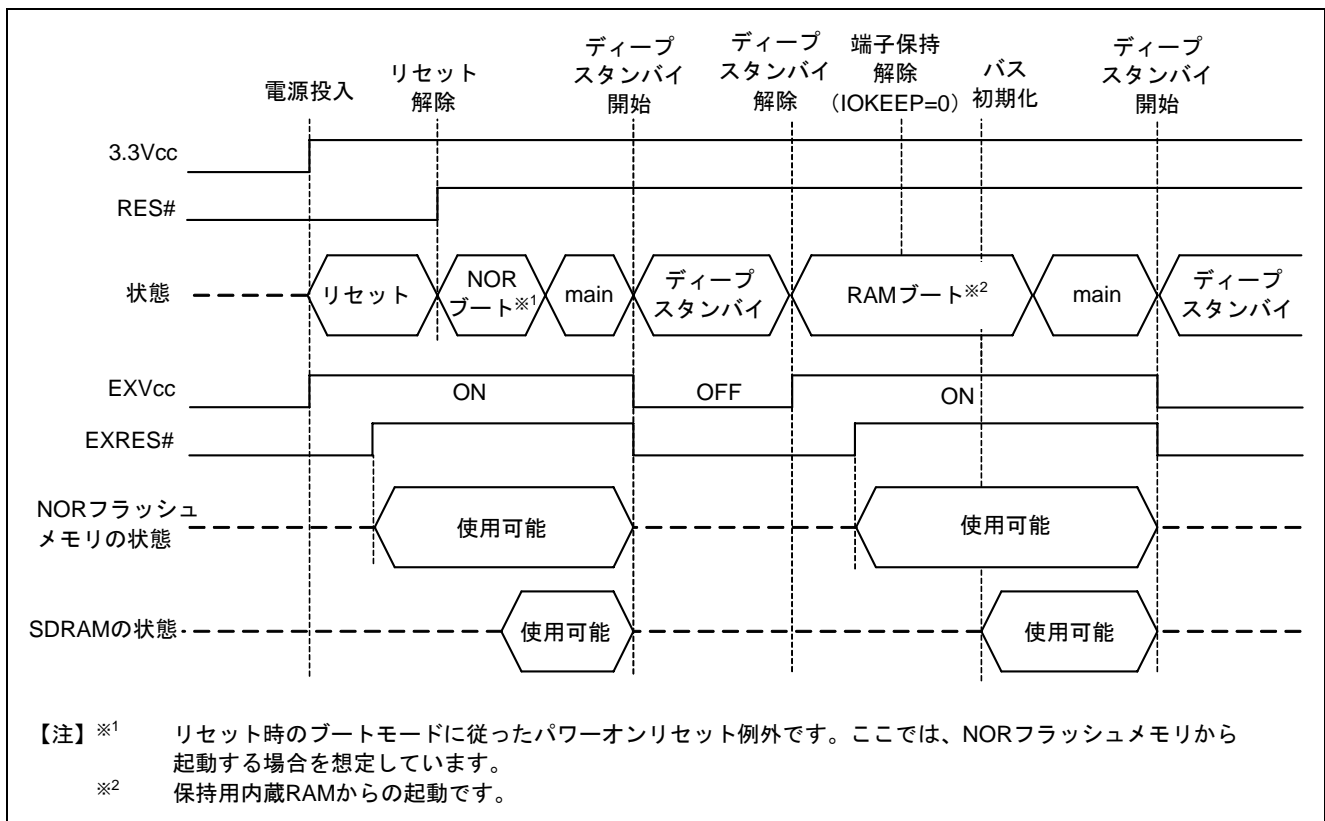 電源投入
リセット
解除
ディープ
スタンバイ
開始
ディープ
スタンバイ
解除
端子保持
解除
（IOKEEP=0）
バス
初期化
ディープ
スタンバイ
開始
3.3Vcc
RES#
状態
リセット
NOR
ブート※1
main
ディープ
スタンバイ
RAMブート※2
main
ディープ
スタンバイ
EXVcc
ON
OFF
ON
EXRES#
NORフラッシュ
メモリの状態
使用可能
使用可能
SDRAMの状態
使用可能
使用可能
【注】※1 リセット時のブートモードに従ったパワーオンリセット例外です。ここでは、NORフラッシュメモリから
起動する場合を想定しています。
※2 保持用内蔵RAMからの起動です。